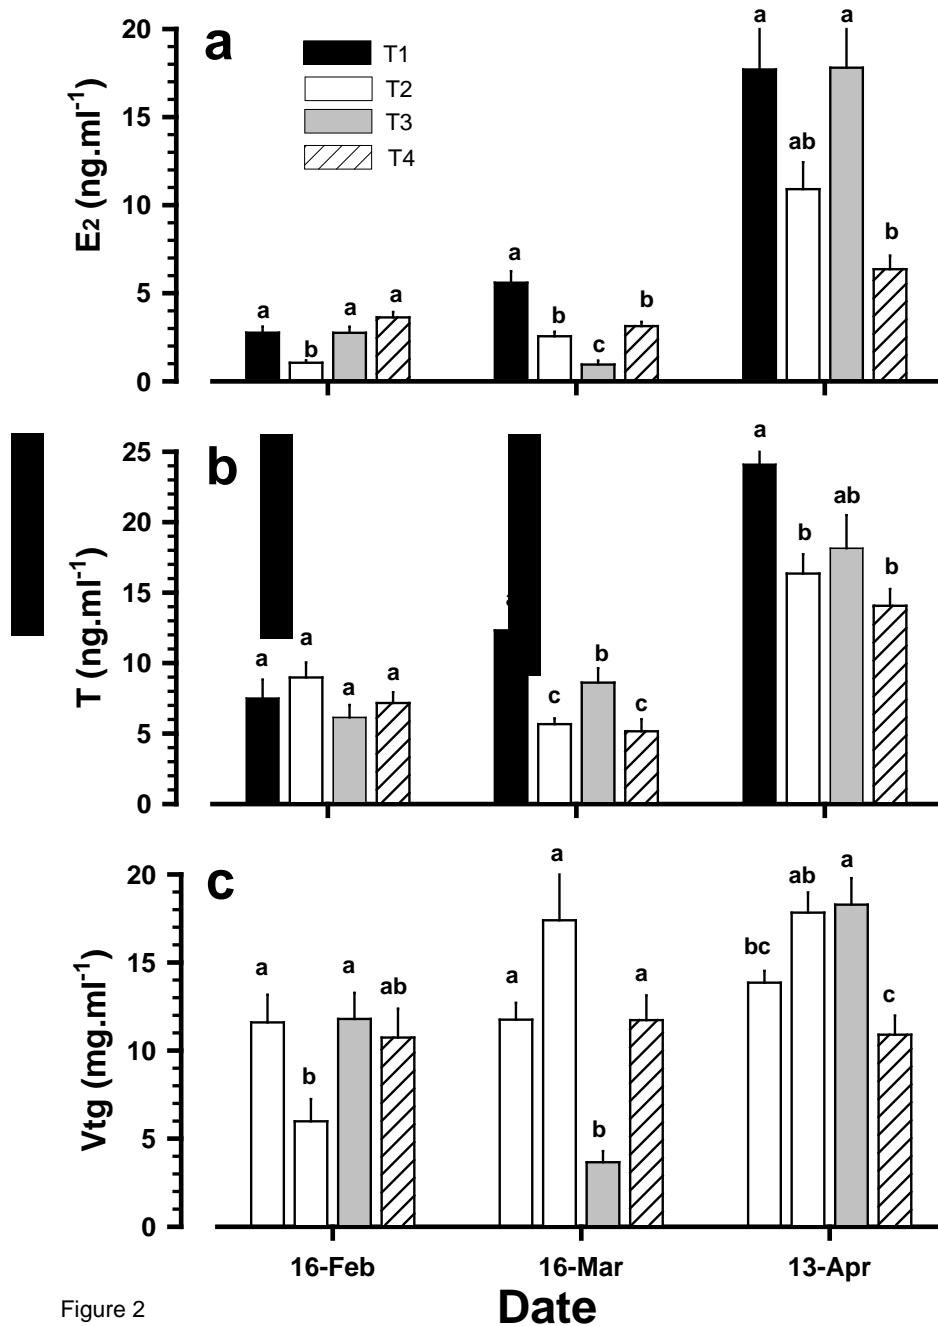 a
T1
T2
T3
T4
E2 (ng.ml-1)
20
15
10
5
0
a b a a
a b c b
a ab a b
b
T (ng.ml-1)
25
20
15
10
5
0
a a a a
c b c
a b ab b
c
Vtg (mg.ml-1)
20
15
10
5
0
a b a ab
a a b a
bc ab a c
16-Feb 16-Mar 13-Apr
Date
Figure 2